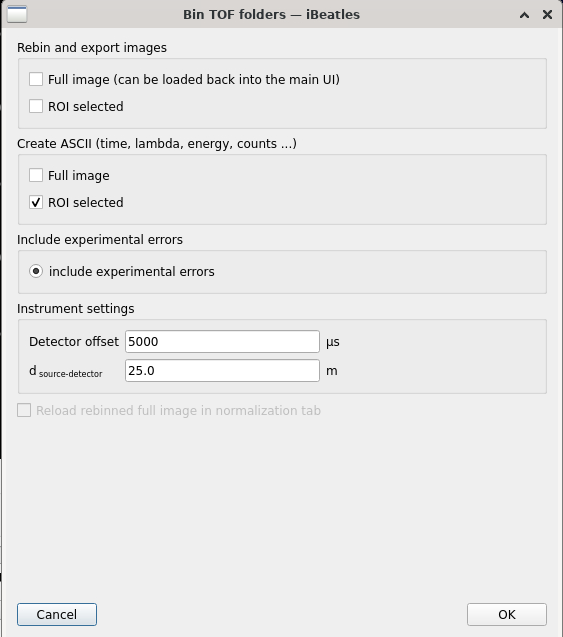 Bin TOF folders — iBeatles
Rebin and export images
Full image (can be loaded back into the main UI)
ROI selected
Create ASCII (time, lambda, energy, counts ...)
Full image
ROI selected
Include experimental errors
include experimental errors
Instrument settings
Detector offset 5000 µs
d source-detector 25.0 m
Reload rebinned full image in normalization tab
Cancel OK